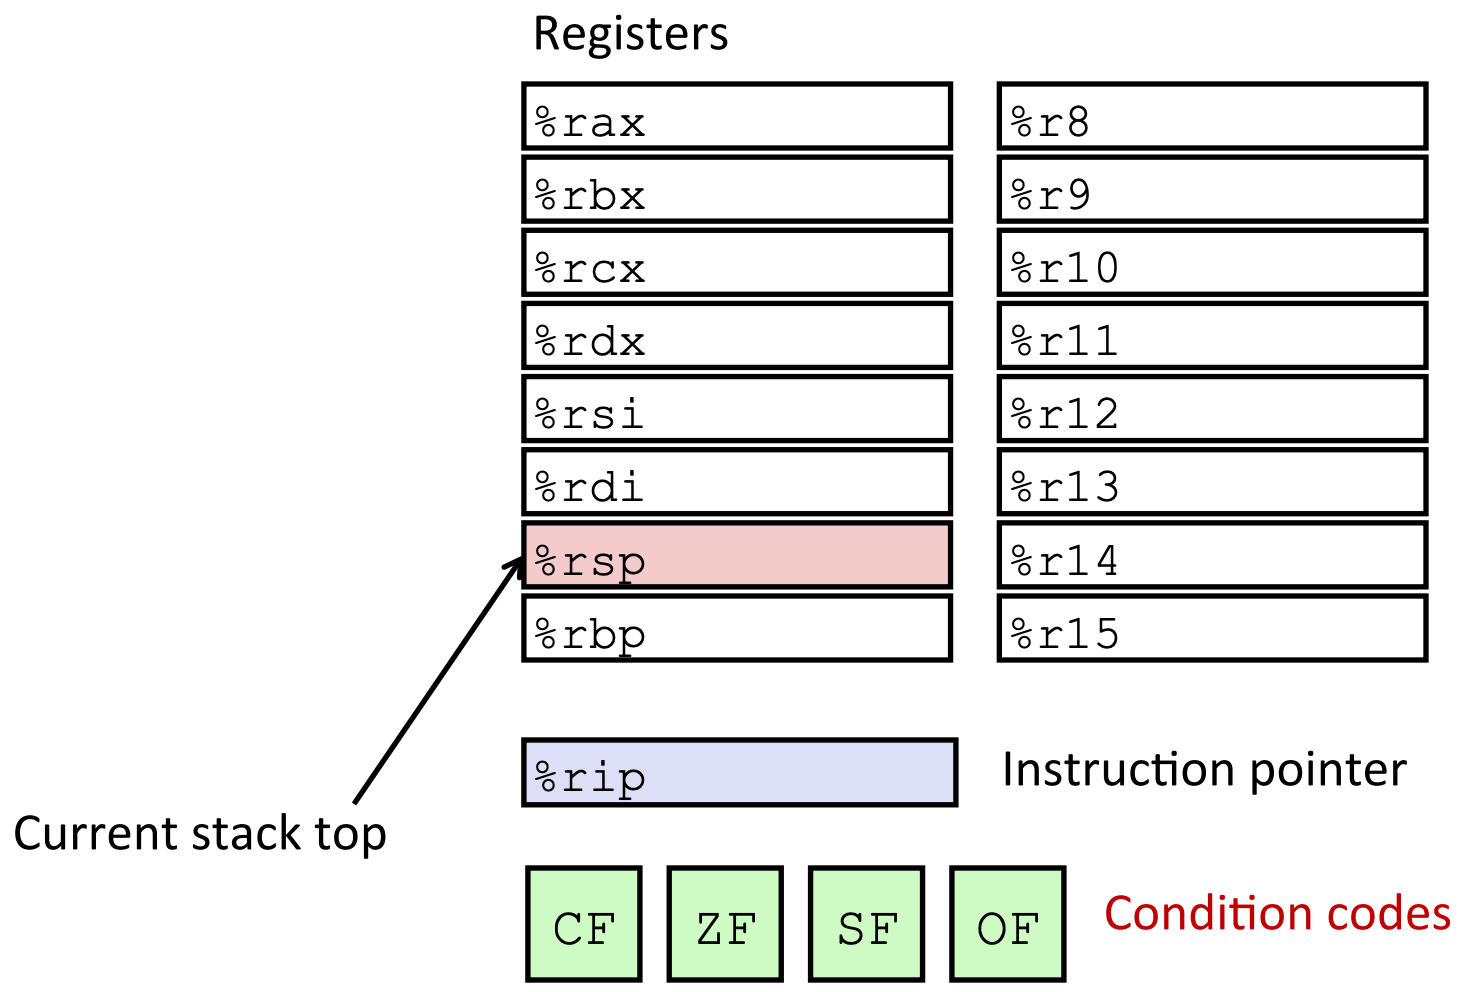 Registers
%rax
%rbx
%rcx
%rdx
%rsi
%rdi
%rsp
%rbp
%r8
%r9
%r10
%r11
%r12
%r13
%r14
%r15
%rip
Instruction pointer
Current stack top
CF ZF SF OF
Condition codes